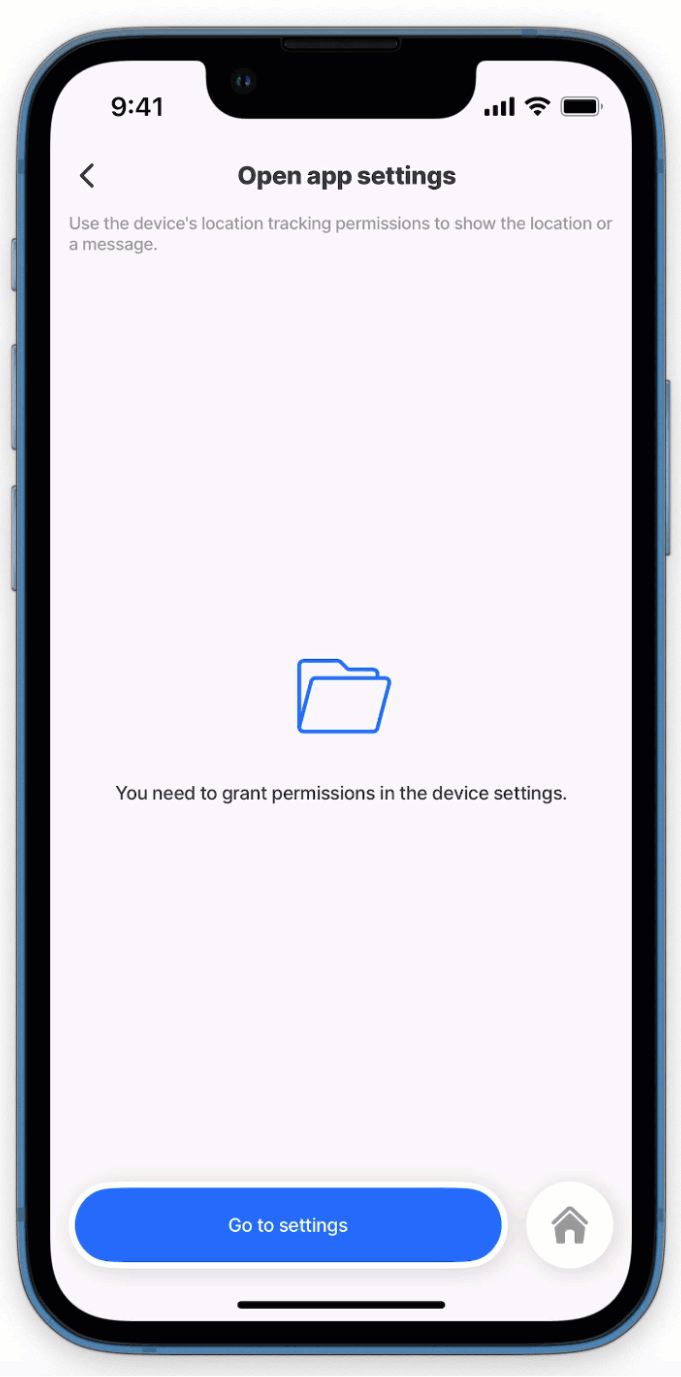 9:41
Open app settings
Use the device's location tracking permissions to show the location or
a message.
You need to grant permissions in the device settings.
Go to settings